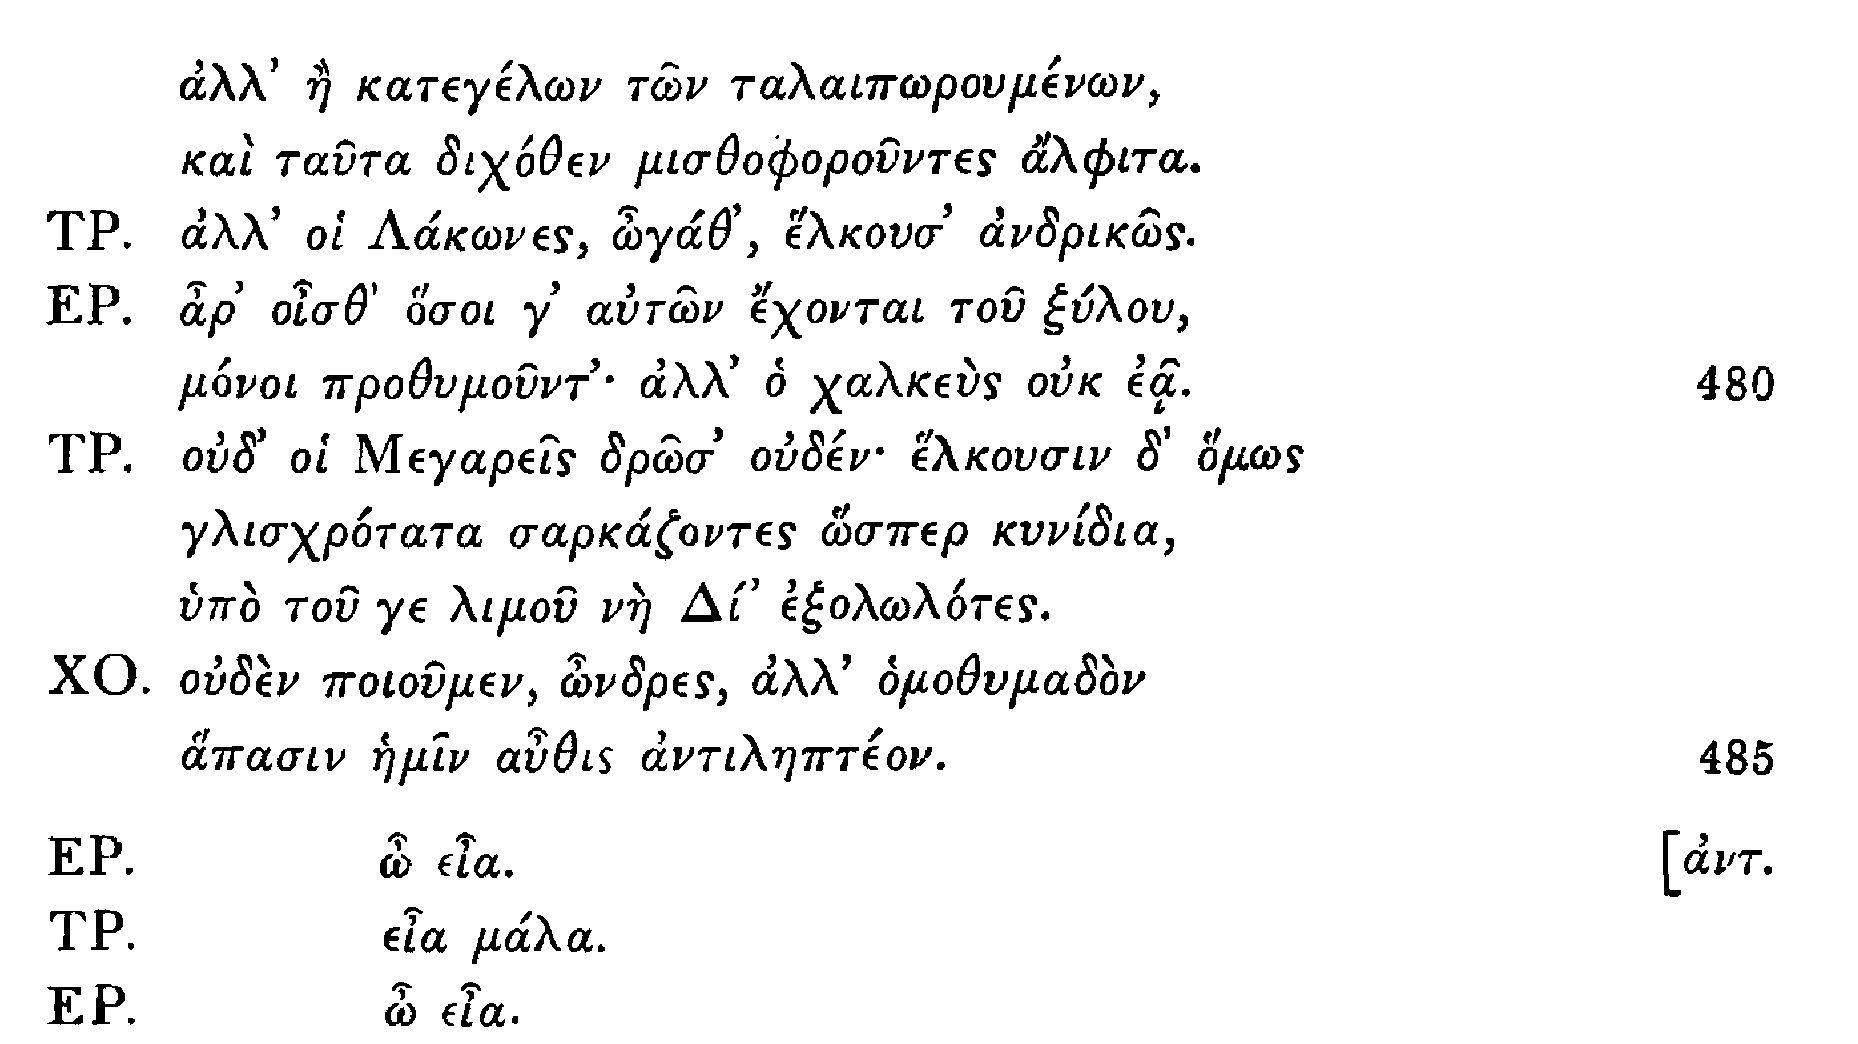 ἀλλ’ ἢ κατεγέλων τῶν ταλαιπωρουμένων,
καὶ ταῦτα διχόθεν μισθοφοροῦντες ἄλφιτα.
ΤΡ. ἀλλ’ οἱ Λάκωνες, ὦγάθ’, ἕλκουσ’ ἀνδρικῶς.
ΕΡ. ἆρ’ οἶσθ’ ὅσοι γ’ αὐτῶν ἔχονται τοῦ ξύλου,
μόνοι προθυμοῦντ’· ἀλλ’ ὁ χαλκεὺς οὐκ ἐᾷ. 480
ΤΡ. οὐδ’ οἱ Μεγαρεῖς δρῶσ’ οὐδέν· ἕλκουσιν δ’ ὅμως
γλισχρότατα σαρκάζοντες ὥσπερ κυνίδια,
ὑπὸ τοῦ γε λιμοῦ νὴ Δί’ ἐξολωλότες.
ΧΟ. οὐδὲν ποιοῦμεν, ὦνδρες, ἀλλ’ ὁμοθυμαδὸν
ἅπασιν ἡμῖν αὖθις ἀντιληπτέον. 485
ΕΡ. ὦ εἶα. [ἀντ.
ΤΡ. εἶα μάλα.
ΕΡ. ὦ εἶα.